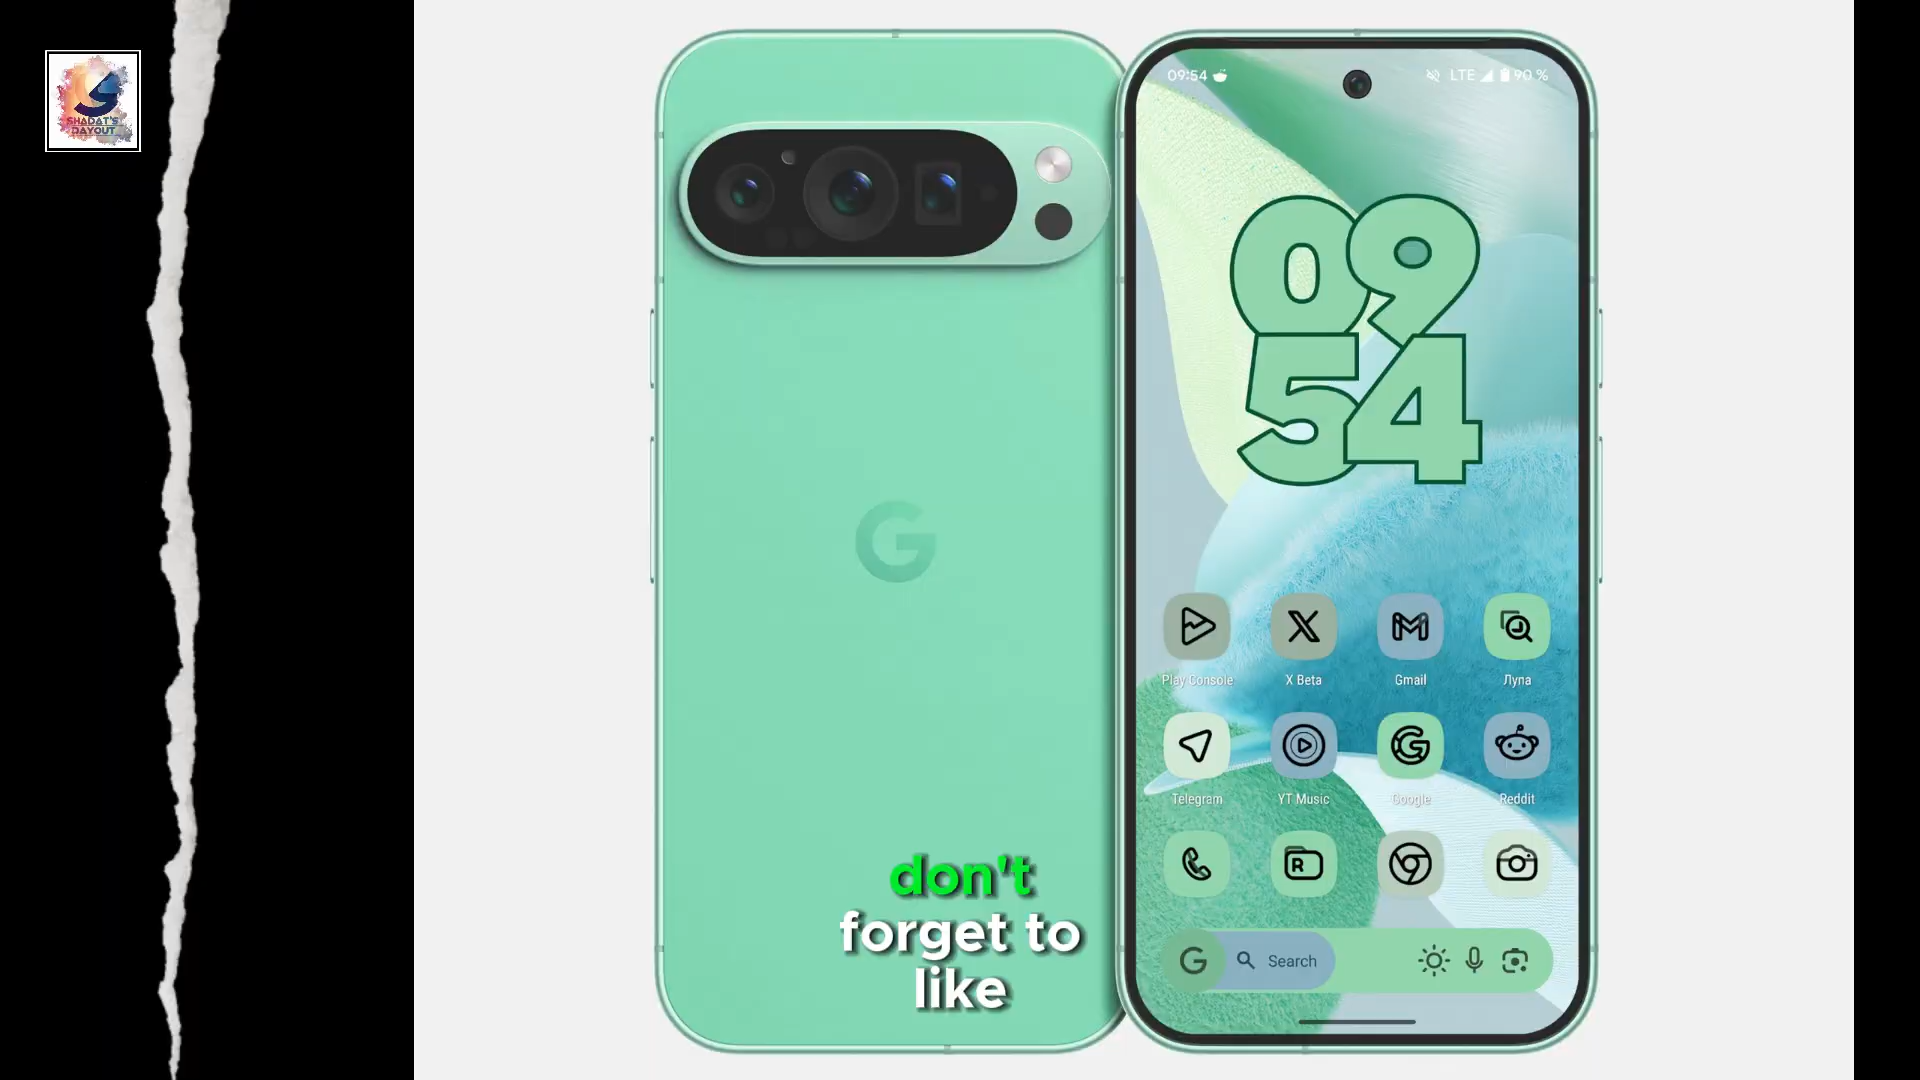 SHADAT'S
DAYOUT
09:54
LTE 90 %
09
54
Play Console X Beta Gmail Лупа
Telegram YT Music Google Reddit
R
G Search
G
don't
forget to
like